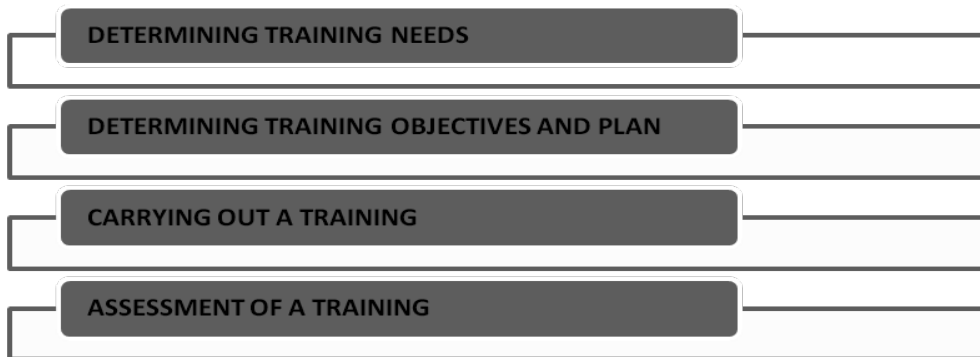 DETERMINING TRAINING NEEDS
DETERMINING TRAINING OBJECTIVES AND PLAN
CARRYING OUT A TRAINING
ASSESSMENT OF A TRAINING